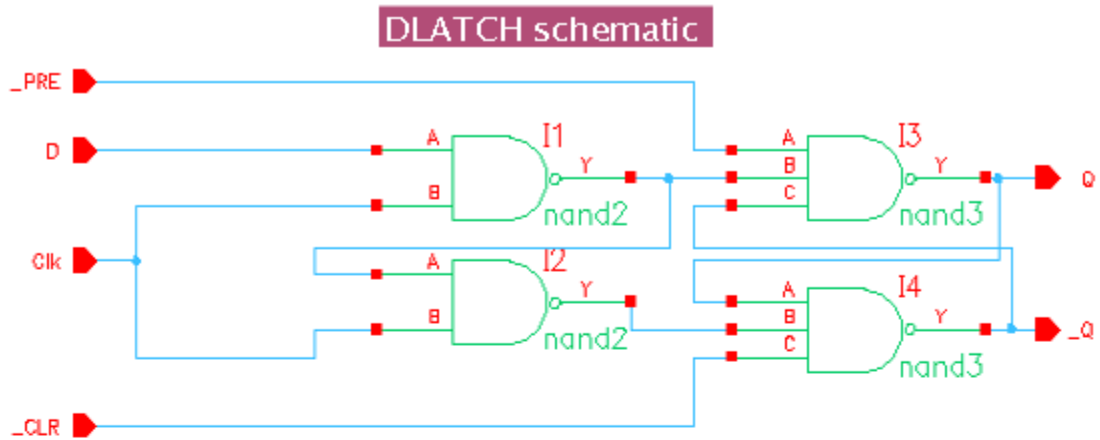 DLATCH schematic
_PRE
D
Clk
_CLR
A
I1
B
Y
nand2
A
I2
B
Y
nand2
A
I3
B
Y
C
nand3
A
I4
B
Y
C
nand3
Q
_Q